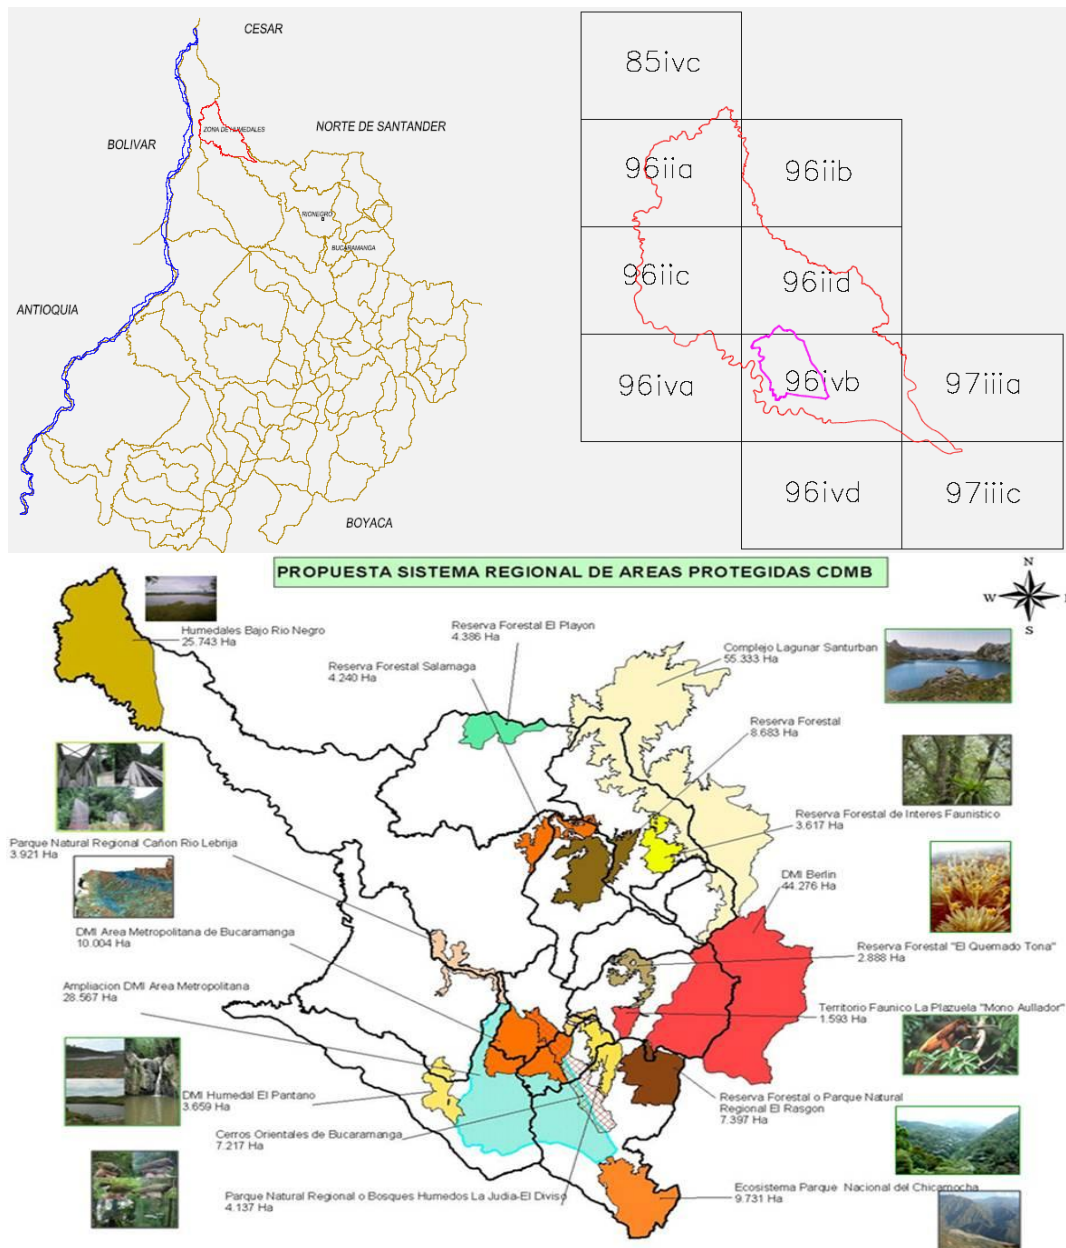 CESAR
BOLIVAR
ZONA DE HUMEDALES
NORTE DE SANTANDER
RIONEGRO
BUCARAMANGA
ANTIOQUIA
BOYACA
85ivc
96iia
96iib
96iic
96iid
96iva
96ivb
97iiia
96ivd
97iiic
PROPUESTA SISTEMA REGIONAL DE AREAS PROTEGIDAS CDMB
N
W
S
Humedales Bajo Rio Negro
25.743 Ha
Reserva Forestal El Playon
4.386 Ha
Reserva Forestal Salamaga
4.240 Ha
Complejo Lagunar Santurban
55.333 Ha
Reserva Forestal
8.683 Ha
Reserva Forestal de Interes Faunistico
3.617 Ha
Parque Natural Regional Cañon Rio Lebrija
3.921 Ha
DMI Berlin
44.276 Ha
DMI Area Metropolitana de Bucaramanga
10.004 Ha
Reserva Forestal "El Quemado Tona"
2.888 Ha
Ampliacion DMI Area Metropolitana
28.567 Ha
Territorio Faunico La Plazuela "Mono Aullador"
1.593 Ha
DMI Humedal El Pantano
3.659 Ha
Reserva Forestal o Parque Natural
Regional El Rasgon
7.397 Ha
Cerros Orientales de Bucaramanga
7.217 Ha
Parque Natural Regional o Bosques Humedos La Judia-El Diviso
4.137 Ha
Ecosistema Parque Nacional del Chicamocha
9.731 Ha